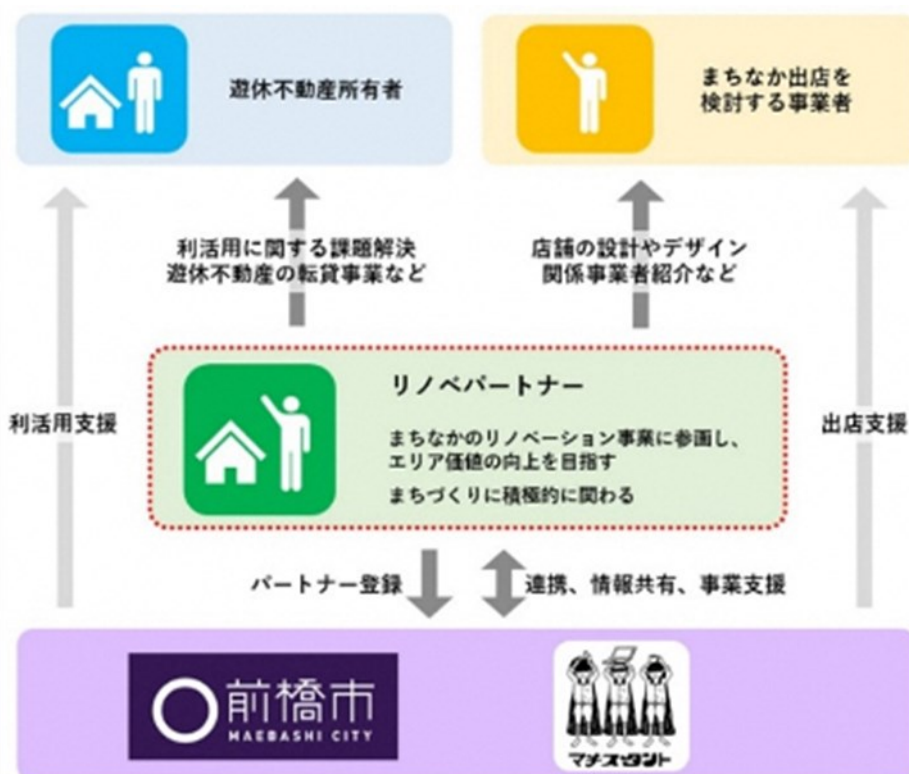 遊休不動産所有者
まちなか出店を
検討する事業者
利活用に関する課題解決
遊休不動産の転貸事業など
店舗の設計やデザイン
関係事業者紹介など
リノベパートナー
まちなかのリノベーション事業に参画し、
エリア価値の向上を目指す
まちづくりに積極的に関わる
利活用支援
出店支援
パートナー登録
連携、情報共有、事業支援
前橋市
MAEBASHI CITY